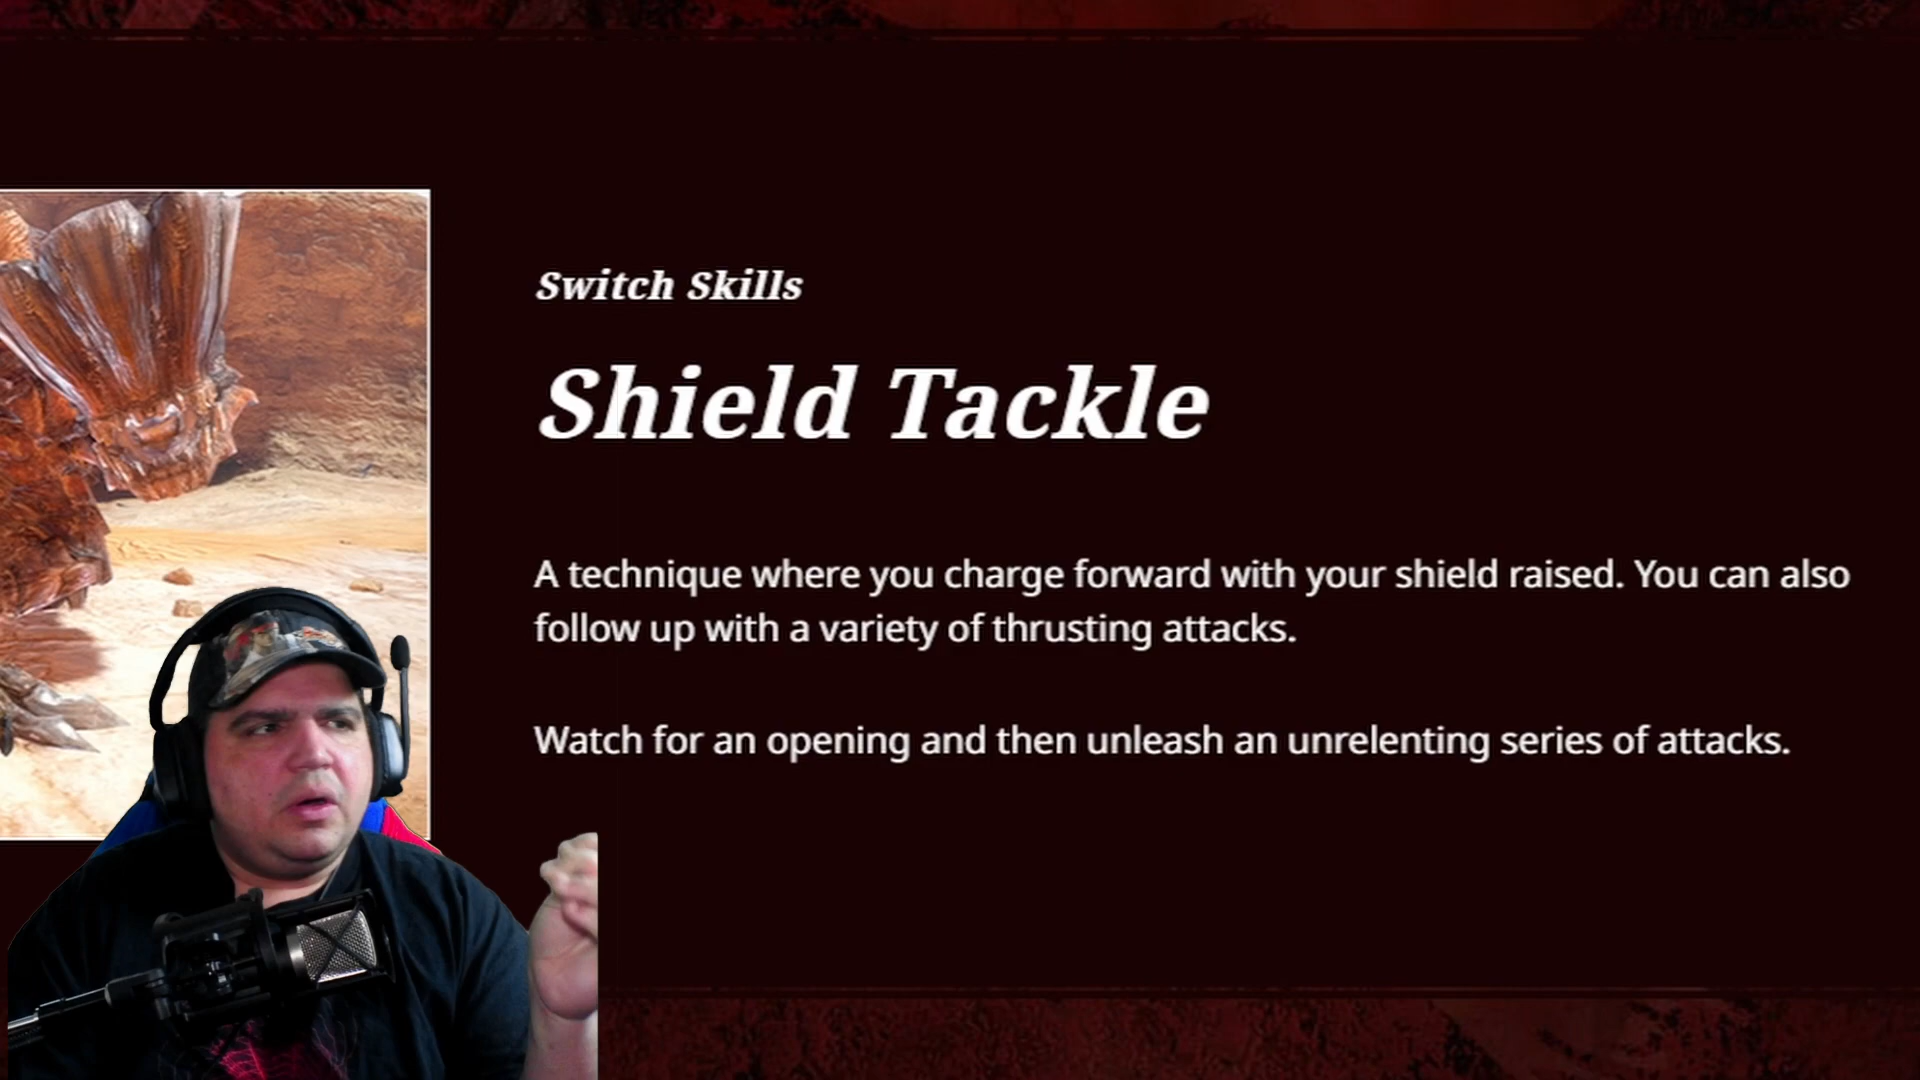 Switch Skills
Shield Tackle
A technique where you charge forward with your shield raised. You can also
follow up with a variety of thrusting attacks.
Watch for an opening and then unleash an unrelenting series of attacks.